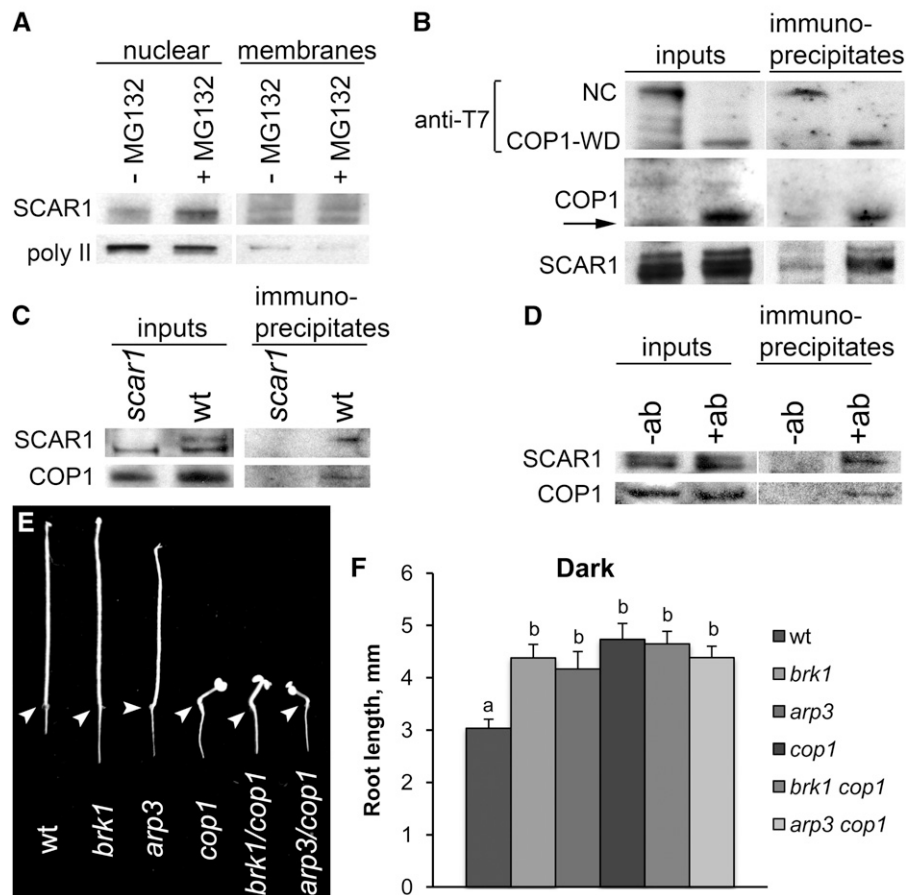 A
nuclear membranes
- MG132
+ MG132
- MG132
+ MG132
SCAR1
poly II
B
inputs
immuno-
precipitates
anti-T7
NC
COP1-WD
COP1
SCAR1
C
inputs
immuno-
precipitates
scar1
wt
scar1
wt
SCAR1
COP1
D
inputs
immuno-
precipitates
-ab
+ab
-ab
+ab
SCAR1
COP1
E
wt
brk1
arp3
cop1
brk1/cop1
arp3/cop1
F
Dark
Root length, mm
6
5
4
3
2
1
0
a
b
b
b
b
b
wt
brk1
arp3
cop1
brk1 cop1
arp3 cop1